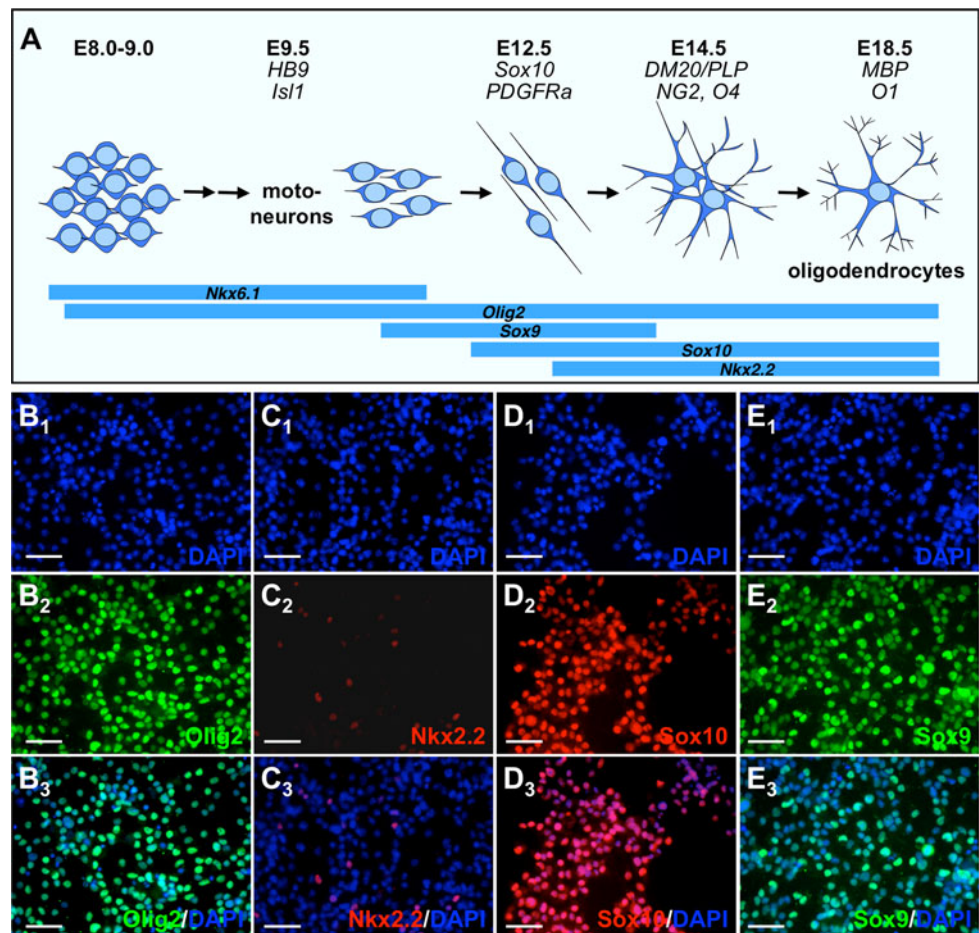 A
E8.0-9.0 E9.5 E12.5 E14.5 E18.5
HB9 Sox10 DM20/PLP MBP
Isl1 PDGFRa NG2, O4 O1
moto-
neurons
oligodendrocytes
Nkx6.1
Olig2
Sox9
Sox10
Nkx2.2
B1 C1 D1 E1
DAPI DAPI DAPI DAPI
B2 C2 D2 E2
Olig2 Nkx2.2 Sox10 Sox9
B3 C3 D3 E3
Olig2/DAPI Nkx2.2/DAPI Sox10/DAPI Sox9/DAPI